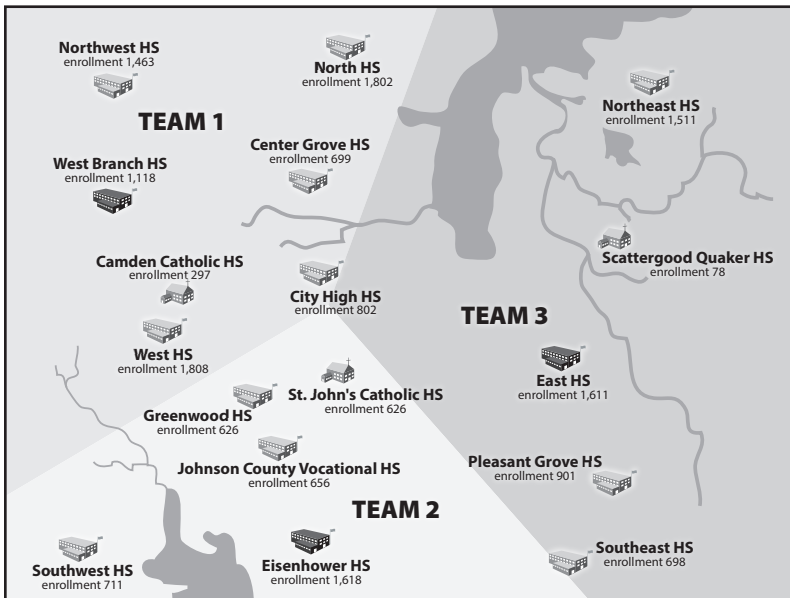 Northwest HS
enrollment 1,463
North HS
enrollment 1,802
Northeast HS
enrollment 1,511
TEAM 1
Center Grove HS
enrollment 699
West Branch HS
enrollment 1,118
Camden Catholic HS
enrollment 297
City High HS
enrollment 802
Scattergood Quaker HS
enrollment 78
TEAM 3
West HS
enrollment 1,808
East HS
enrollment 1,611
St. John's Catholic HS
enrollment 626
Greenwood HS
enrollment 626
Johnson County Vocational HS
enrollment 656
Pleasant Grove HS
enrollment 901
TEAM 2
Southwest HS
enrollment 711
Eisenhower HS
enrollment 1,618
Southeast HS
enrollment 698